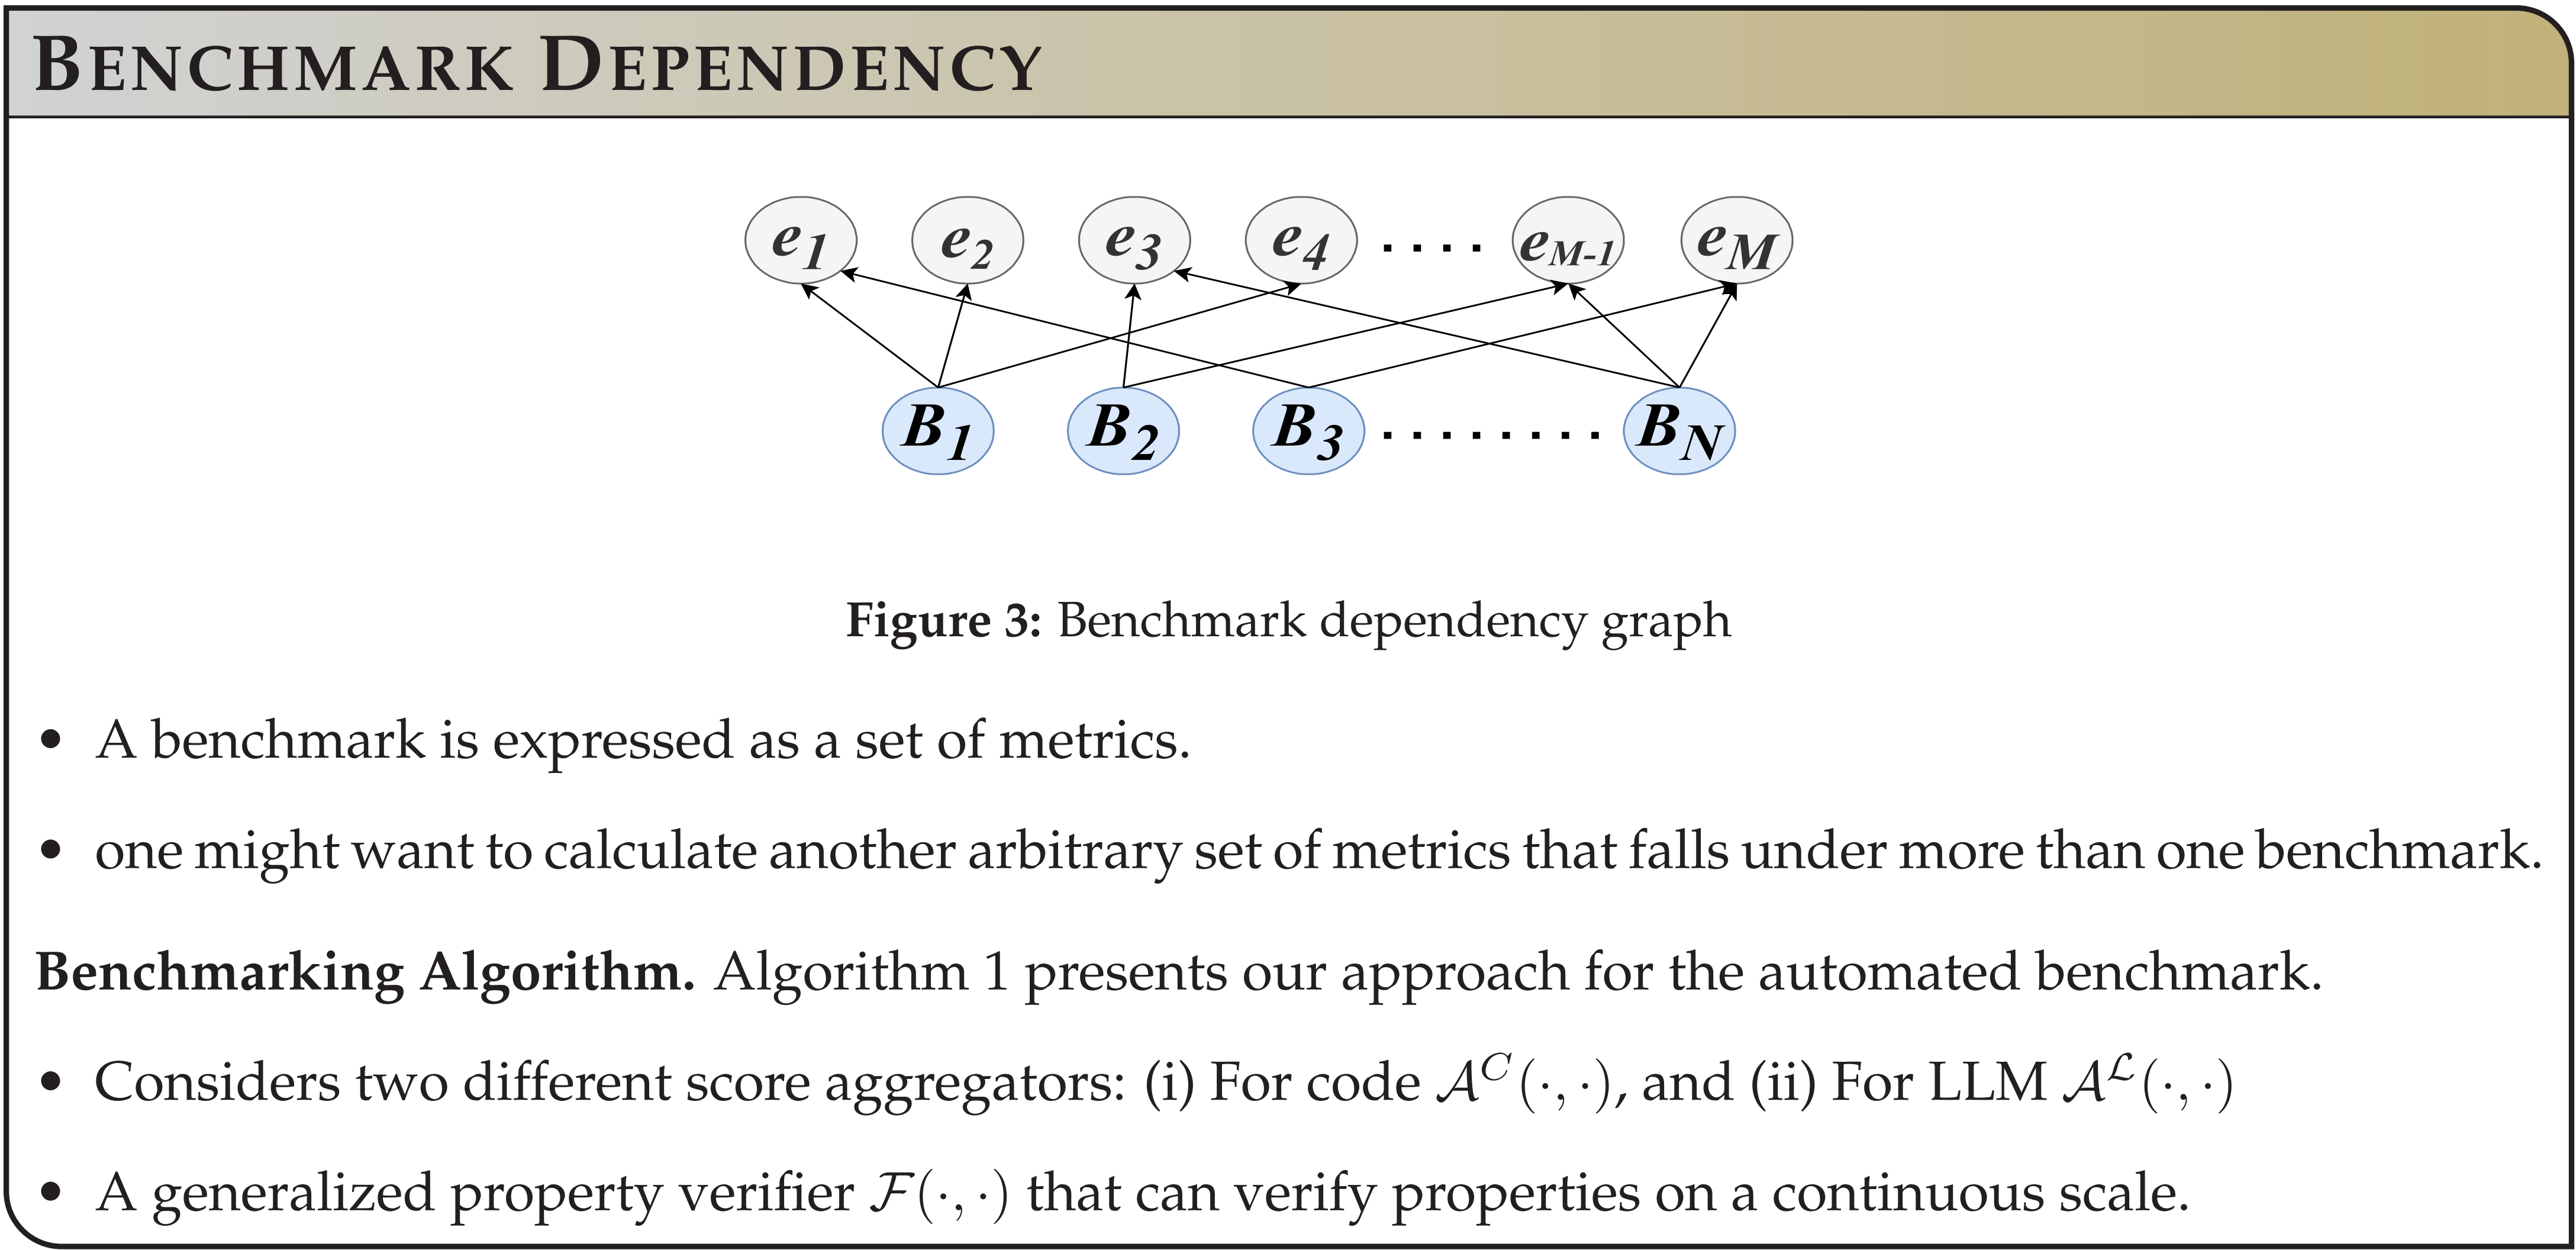 BENCHMARK DEPENDENCY
e1 e2 e3 e4 .... eM-1 eM
B1 B2 B3 ........ BN
Figure 3: Benchmark dependency graph
• A benchmark is expressed as a set of metrics.
• one might want to calculate another arbitrary set of metrics that falls under more than one benchmark.
Benchmarking Algorithm. Algorithm 1 presents our approach for the automated benchmark.
• Considers two different score aggregators: (i) For code 𝒜^C(·,·), and (ii) For LLM 𝒜^ℒ(·,·)
• A generalized property verifier ℱ(·,·) that can verify properties on a continuous scale.